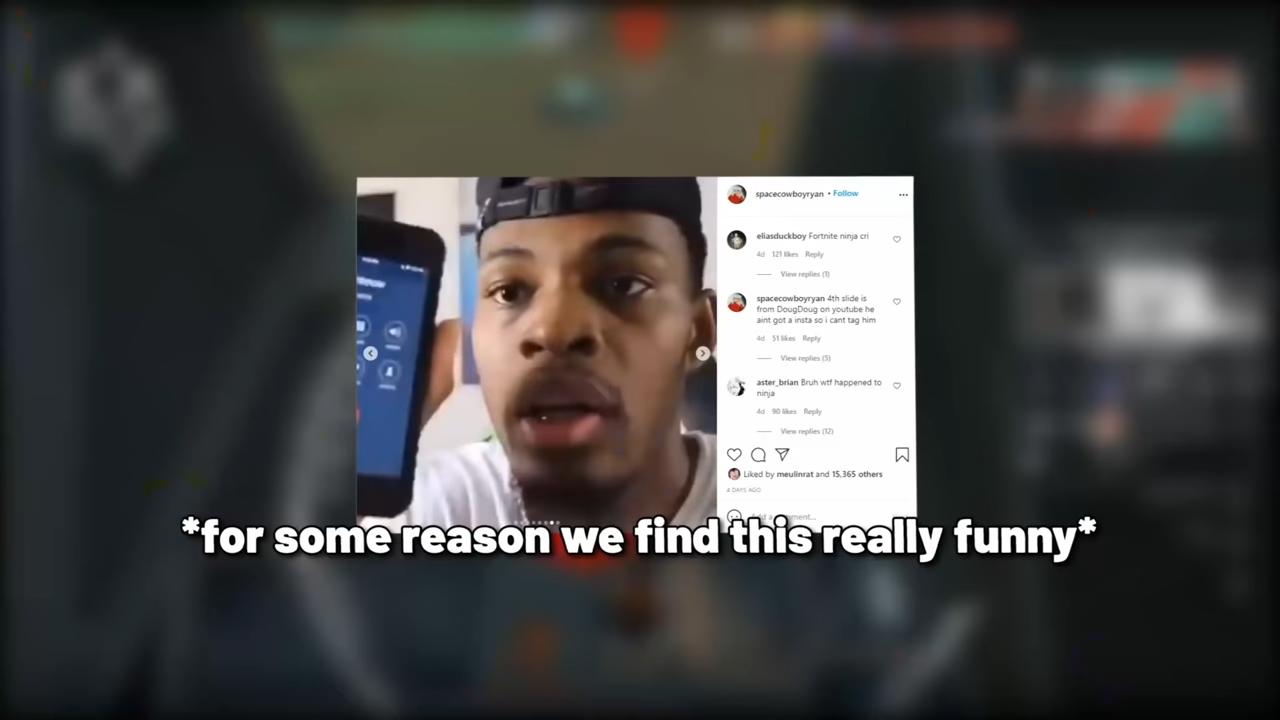 spacecowboyryan • Follow
eliasduckboy Fortnite ninja cri
4d 121 likes Reply
View replies (1)
spacecowboyryan 4th slide is
from DougDoug on youtube he
aint got a insta so i cant tag him
4d 51 likes Reply
View replies (5)
aster_brian Bruh wtf happened to
ninja
4d 90 likes Reply
View replies (12)
Liked by meulinrat and 15,365 others
4 DAYS AGO
Add a comment...
*for some reason we find this really funny*